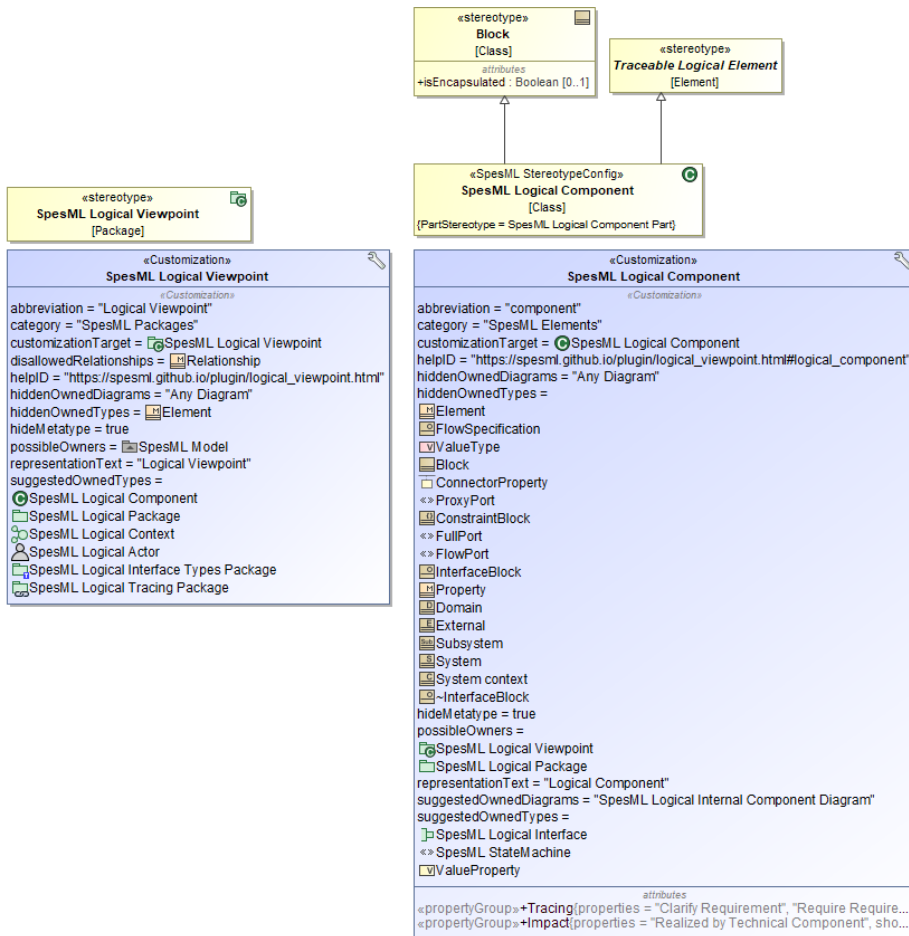 «stereotype»
Block
[Class]
attributes
+isEncapsulated : Boolean [0..1]
«stereotype»
Traceable Logical Element
[Element]
«SpesML StereotypeConfig»
SpesML Logical Component
[Class]
{PartStereotype = SpesML Logical Component Part}
«stereotype»
SpesML Logical Viewpoint
[Package]
«Customization»
SpesML Logical Viewpoint
«Customization»
abbreviation = "Logical Viewpoint"
category = "SpesML Packages"
customizationTarget = SpesML Logical Viewpoint
disallowedRelationships = Relationship
helpID = "https://spesml.github.io/plugin/logical_viewpoint.html"
hiddenOwnedDiagrams = "Any Diagram"
hiddenOwnedTypes = Element
hideMetatype = true
possibleOwners = SpesML Model
representationText = "Logical Viewpoint"
suggestedOwnedTypes =
SpesML Logical Component
SpesML Logical Package
SpesML Logical Context
SpesML Logical Actor
SpesML Logical Interface Types Package
SpesML Logical Tracing Package
«Customization»
SpesML Logical Component
«Customization»
abbreviation = "component"
category = "SpesML Elements"
customizationTarget = SpesML Logical Component
helpID = "https://spesml.github.io/plugin/logical_viewpoint.html#logical_component"
hiddenOwnedDiagrams = "Any Diagram"
hiddenOwnedTypes =
Element
FlowSpecification
ValueType
Block
ConnectorProperty
«» ProxyPort
ConstraintBlock
«» FullPort
«» FlowPort
InterfaceBlock
Property
Domain
External
Subsystem
System
System context
~InterfaceBlock
hideMetatype = true
possibleOwners =
SpesML Logical Viewpoint
SpesML Logical Package
representationText = "Logical Component"
suggestedOwnedDiagrams = "SpesML Logical Internal Component Diagram"
suggestedOwnedTypes =
SpesML Logical Interface
«» SpesML StateMachine
ValueProperty
attributes
«propertyGroup»+Tracing{properties = "Clarify Requirement", "Require Require...
«propertyGroup»+Impact{properties = "Realized by Technical Component", sho...